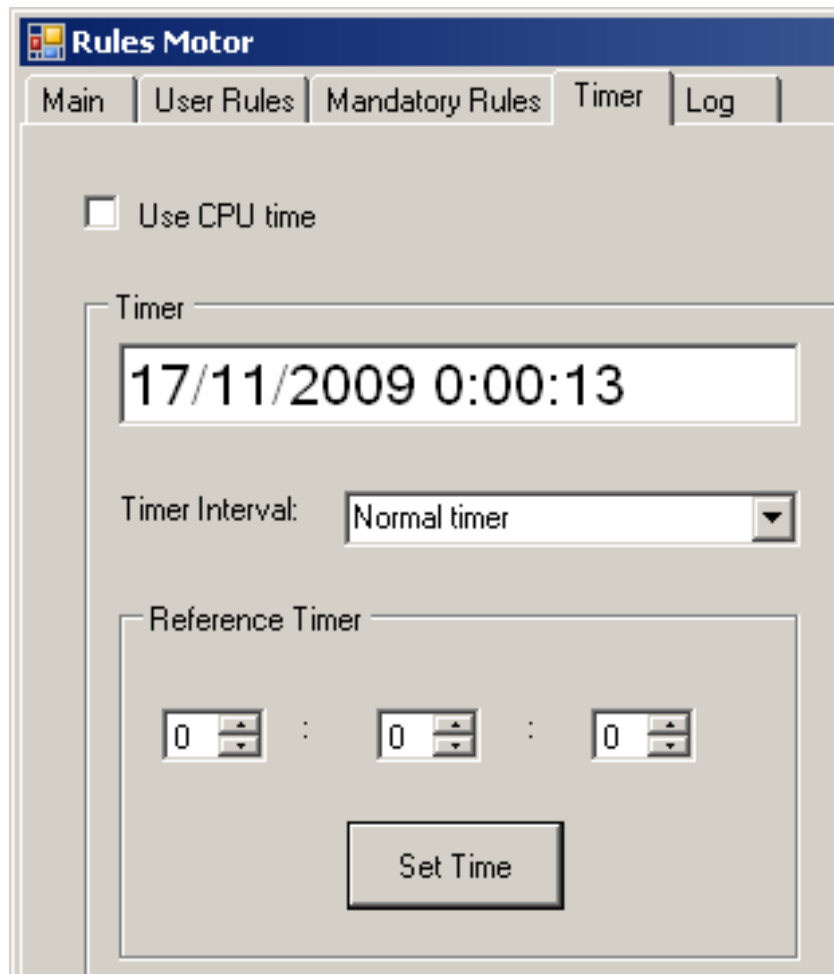 Rules Motor
Main User Rules Mandatory Rules Timer Log
Use CPU time
Timer
17/11/2009 0:00:13
Timer Interval: Normal timer
Reference Timer
0 : 0 : 0
Set Time